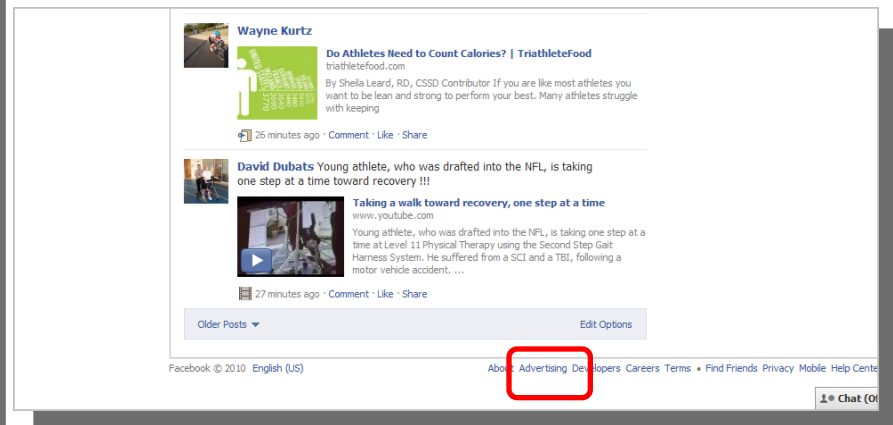 Wayne Kurtz
Do Athletes Need to Count Calories? | TriathleteFood
triathletefood.com
By Sheila Leard, RD, CSSD Contributor If you are like most athletes you
want to be lean and strong to perform your best. Many athletes struggle
with keeping
26 minutes ago · Comment · Like · Share
David Dubats Young athlete, who was drafted into the NFL, is taking
one step at a time toward recovery !!!
Taking a walk toward recovery, one step at a time
www.youtube.com
Young athlete, who was drafted into the NFL, is taking one step at a
time at Level 11 Physical Therapy using the Second Step Gait
Harness System. He suffered from a SCI and a TBI, following a
motor vehicle accident. ...
27 minutes ago · Comment · Like · Share
Older Posts Edit Options
Facebook © 2010 English (US) About Advertising Developers Careers Terms • Find Friends Privacy Mobile Help Cente
Chat (Of